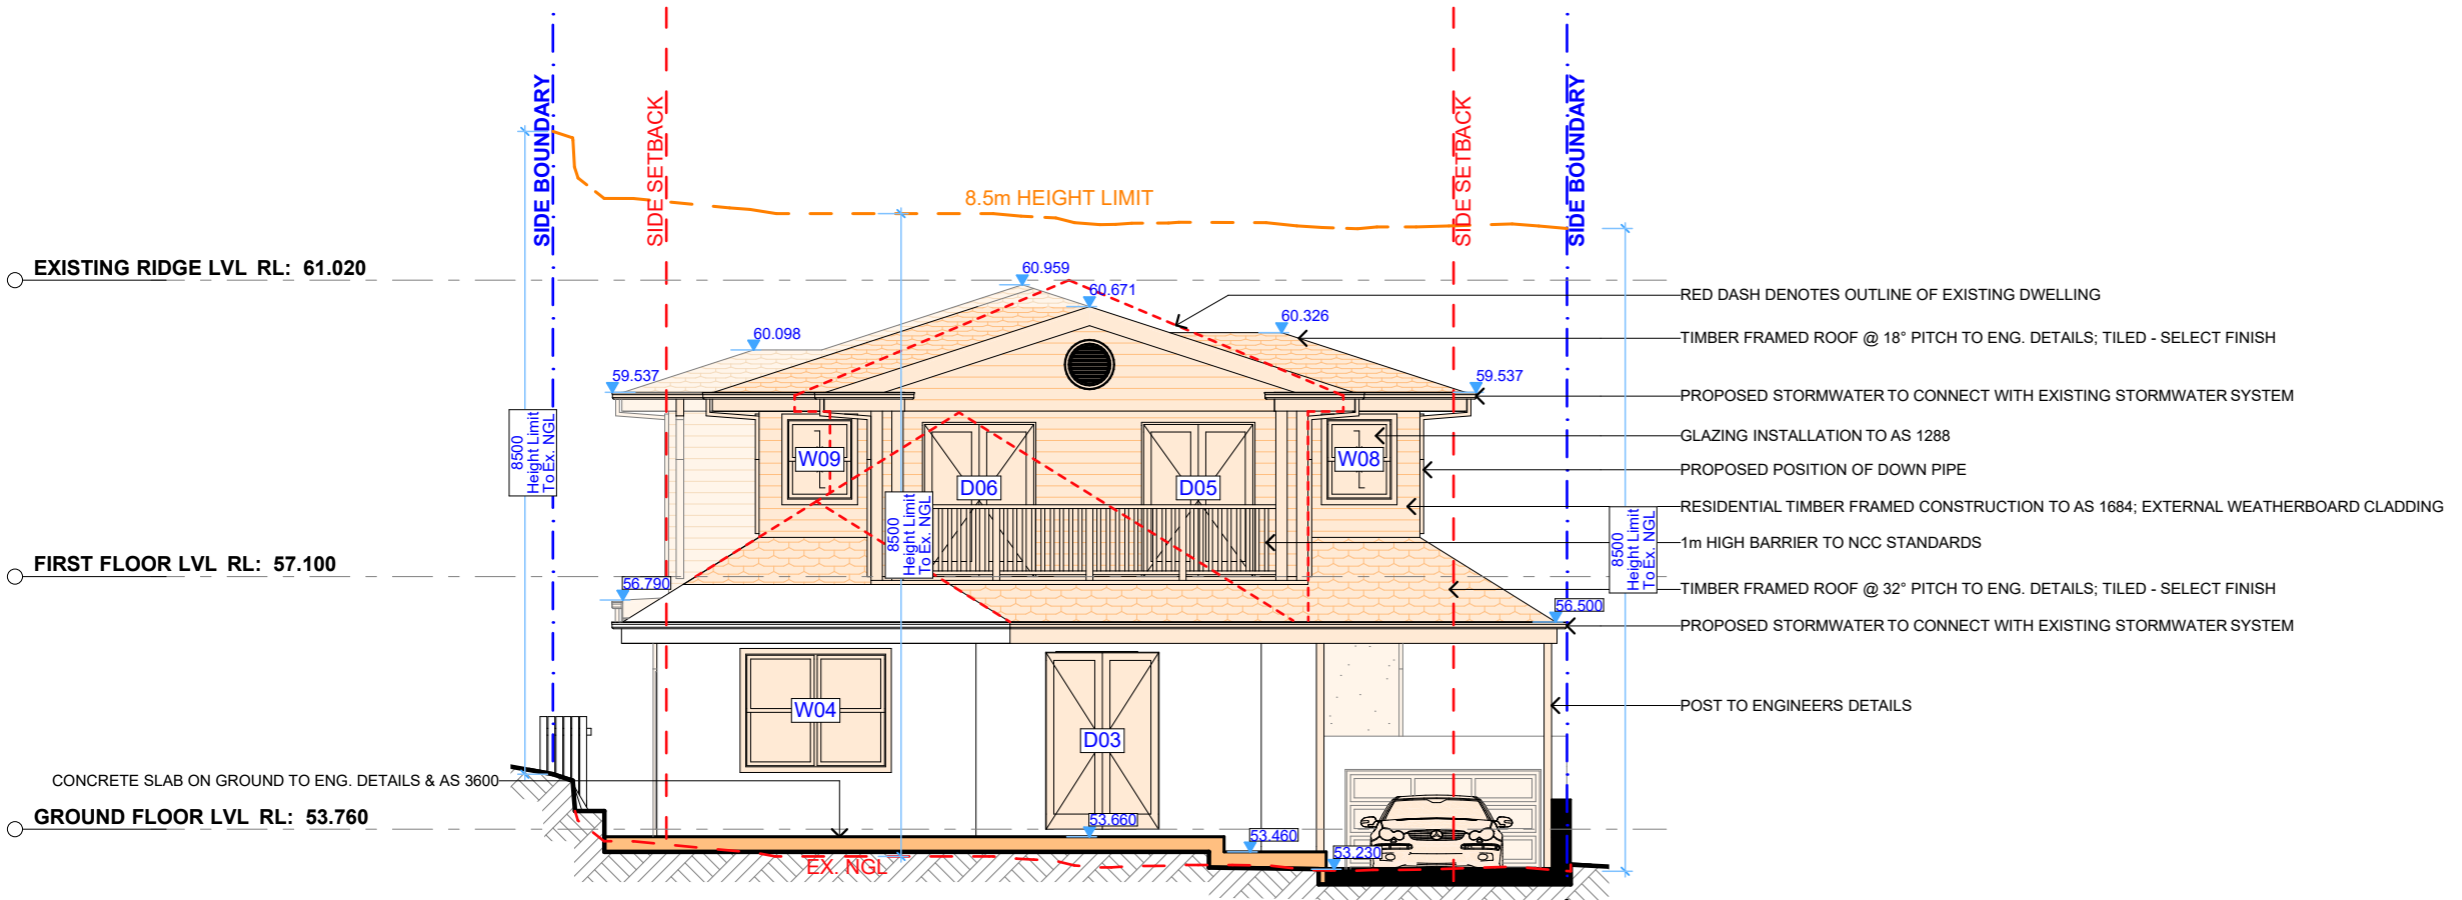 SIDE BOUNDARY
SIDE SETBACK
SIDE SETBACK
SIDE BOUNDARY
8.5m HEIGHT LIMIT
EXISTING RIDGE LVL RL: 61.020
60.959
60.671
60.326
60.098
59.537
59.537
RED DASH DENOTES OUTLINE OF EXISTING DWELLING
TIMBER FRAMED ROOF @ 18° PITCH TO ENG. DETAILS; TILED - SELECT FINISH
PROPOSED STORMWATER TO CONNECT WITH EXISTING STORMWATER SYSTEM
GLAZING INSTALLATION TO AS 1288
PROPOSED POSITION OF DOWN PIPE
RESIDENTIAL TIMBER FRAMED CONSTRUCTION TO AS 1684; EXTERNAL WEATHERBOARD CLADDING
1m HIGH BARRIER TO NCC STANDARDS
TIMBER FRAMED ROOF @ 32° PITCH TO ENG. DETAILS; TILED - SELECT FINISH
PROPOSED STORMWATER TO CONNECT WITH EXISTING STORMWATER SYSTEM
POST TO ENGINEERS DETAILS
8500
Height Limit
To Ex. NGL
8500
Height Limit
To Ex. NGL
8500
Height Limit
To Ex. NGL
W09
D06
D05
W08
FIRST FLOOR LVL RL: 57.100
56.790
56.500
W04
D03
CONCRETE SLAB ON GROUND TO ENG. DETAILS & AS 3600
GROUND FLOOR LVL RL: 53.760
53.660
53.460
53.230
EX. NGL